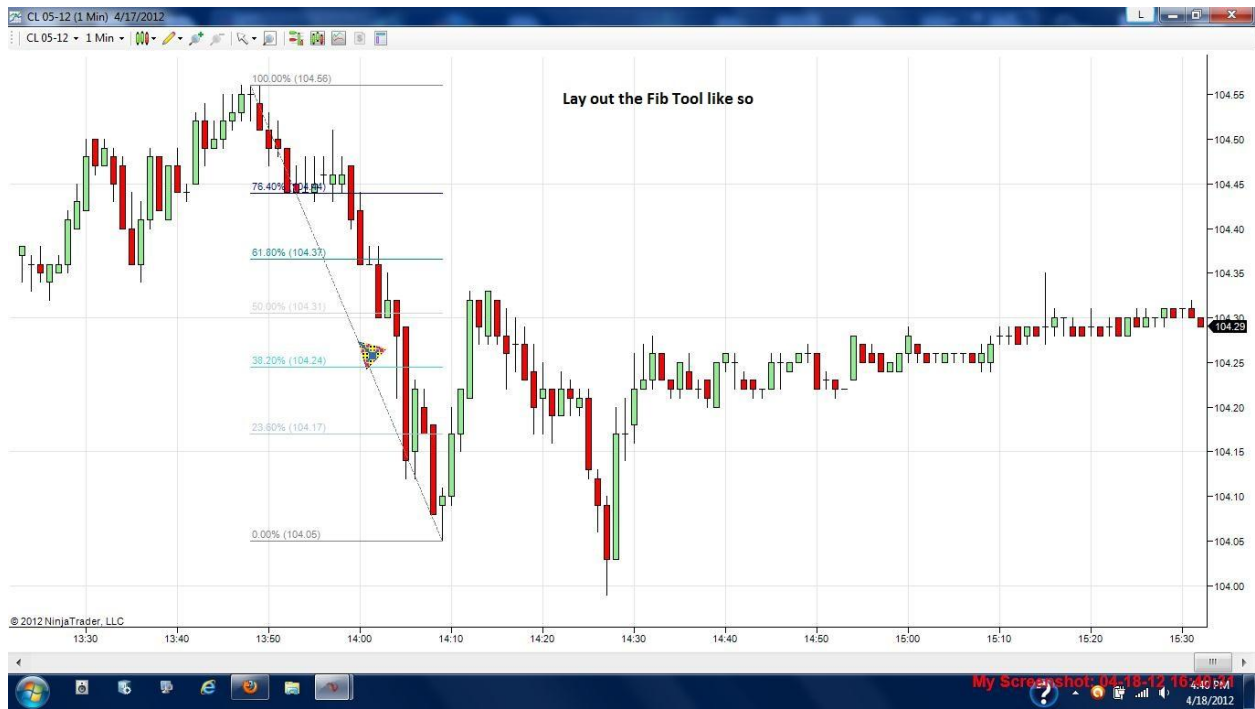 CL 05-12 (1 Min) 4/17/2012
L
CL 05-12 1 Min
Lay out the Fib Tool like so
100.00% (104.56)
76.40% (104.44)
61.80% (104.37)
50.00% (104.31)
38.20% (104.24)
23.60% (104.17)
0.00% (104.05)
104.55
104.50
104.45
104.40
104.35
104.30
104.29
104.25
104.20
104.15
104.10
104.05
104.00
© 2012 NinjaTrader, LLC
13:30 13:40 13:50 14:00 14:10 14:20 14:30 14:40 14:50 15:00 15:10 15:20 15:30
My Screenshot: 04-18-12 16:40:31
4:40 PM
4/18/2012